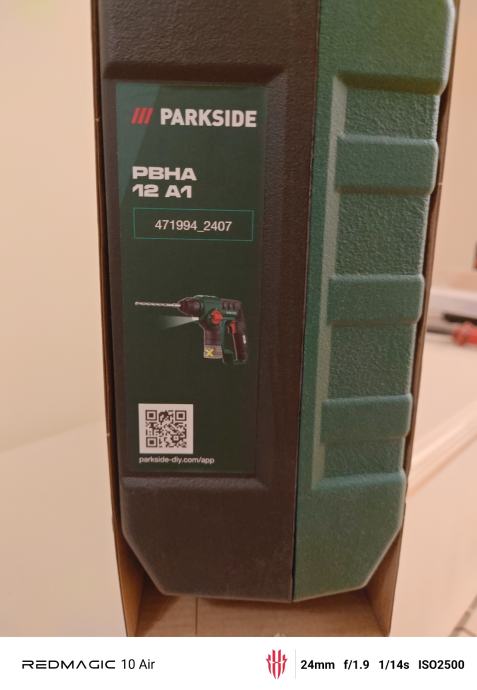 PARKSIDE
PBHA
12 A1
471994_2407
parkside-diy.com/app
REDMAGIC 10 Air
24mm f/1.9 1/14s ISO2500